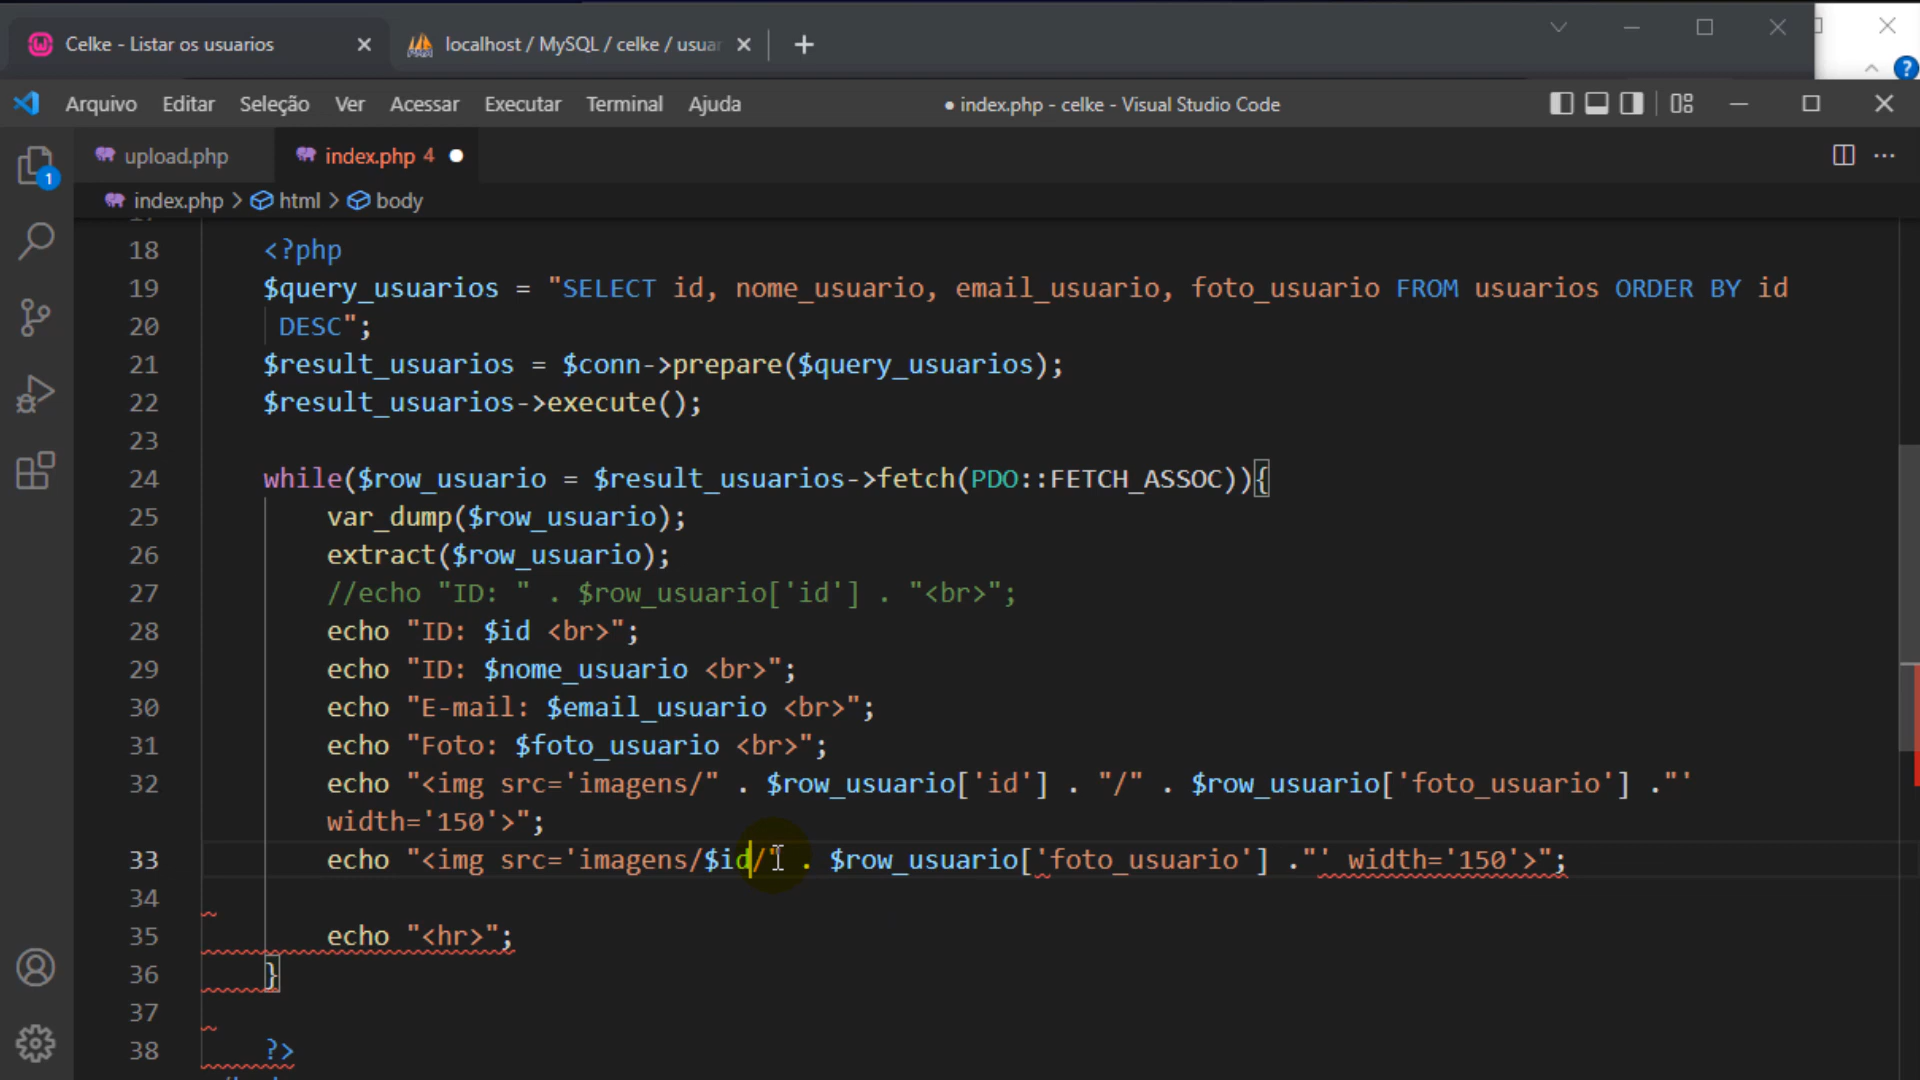 Celke - Listar os usuarios
localhost / MySQL / celke / usuar
Arquivo Editar Seleção Ver Acessar Executar Terminal Ajuda
● index.php - celke - Visual Studio Code
upload.php
index.php 4
index.php > html > body
1
18 <?php
19 $query_usuarios = "SELECT id, nome_usuario, email_usuario, foto_usuario FROM usuarios ORDER BY id
20 DESC";
21 $result_usuarios = $conn->prepare($query_usuarios);
22 $result_usuarios->execute();
23
24 while($row_usuario = $result_usuarios->fetch(PDO::FETCH_ASSOC)){
25 var_dump($row_usuario);
26 extract($row_usuario);
27 //echo "ID: " . $row_usuario['id'] . "<br>";
28 echo "ID: $id <br>";
29 echo "ID: $nome_usuario <br>";
30 echo "E-mail: $email_usuario <br>";
31 echo "Foto: $foto_usuario <br>";
32 echo "<img src='imagens/" . $row_usuario['id'] . "/" . $row_usuario['foto_usuario'] ."'
width='150'>";
33 echo "<img src='imagens/$id/" . $row_usuario['foto_usuario'] ."' width='150'>";
34
35 echo "<hr>";
36 }
37
38 ?>